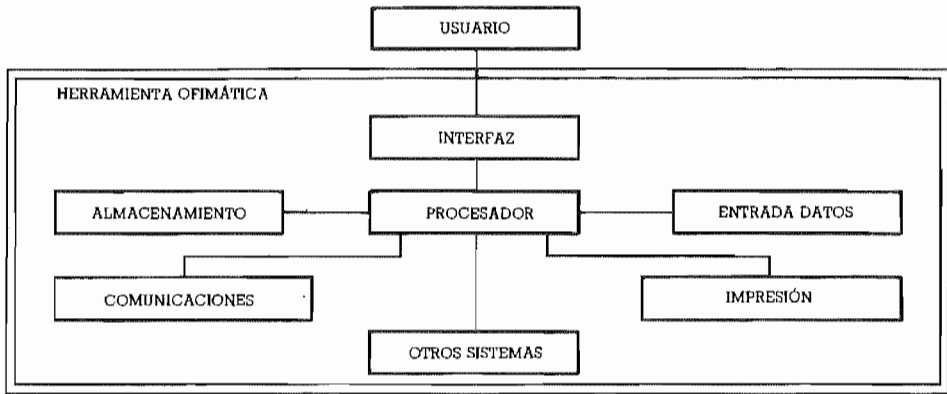 USUARIO
HERRAMIENTA OFIMÁTICA
INTERFAZ
ALMACENAMIENTO
PROCESADOR
ENTRADA DATOS
COMUNICACIONES
IMPRESIÓN
OTROS SISTEMAS